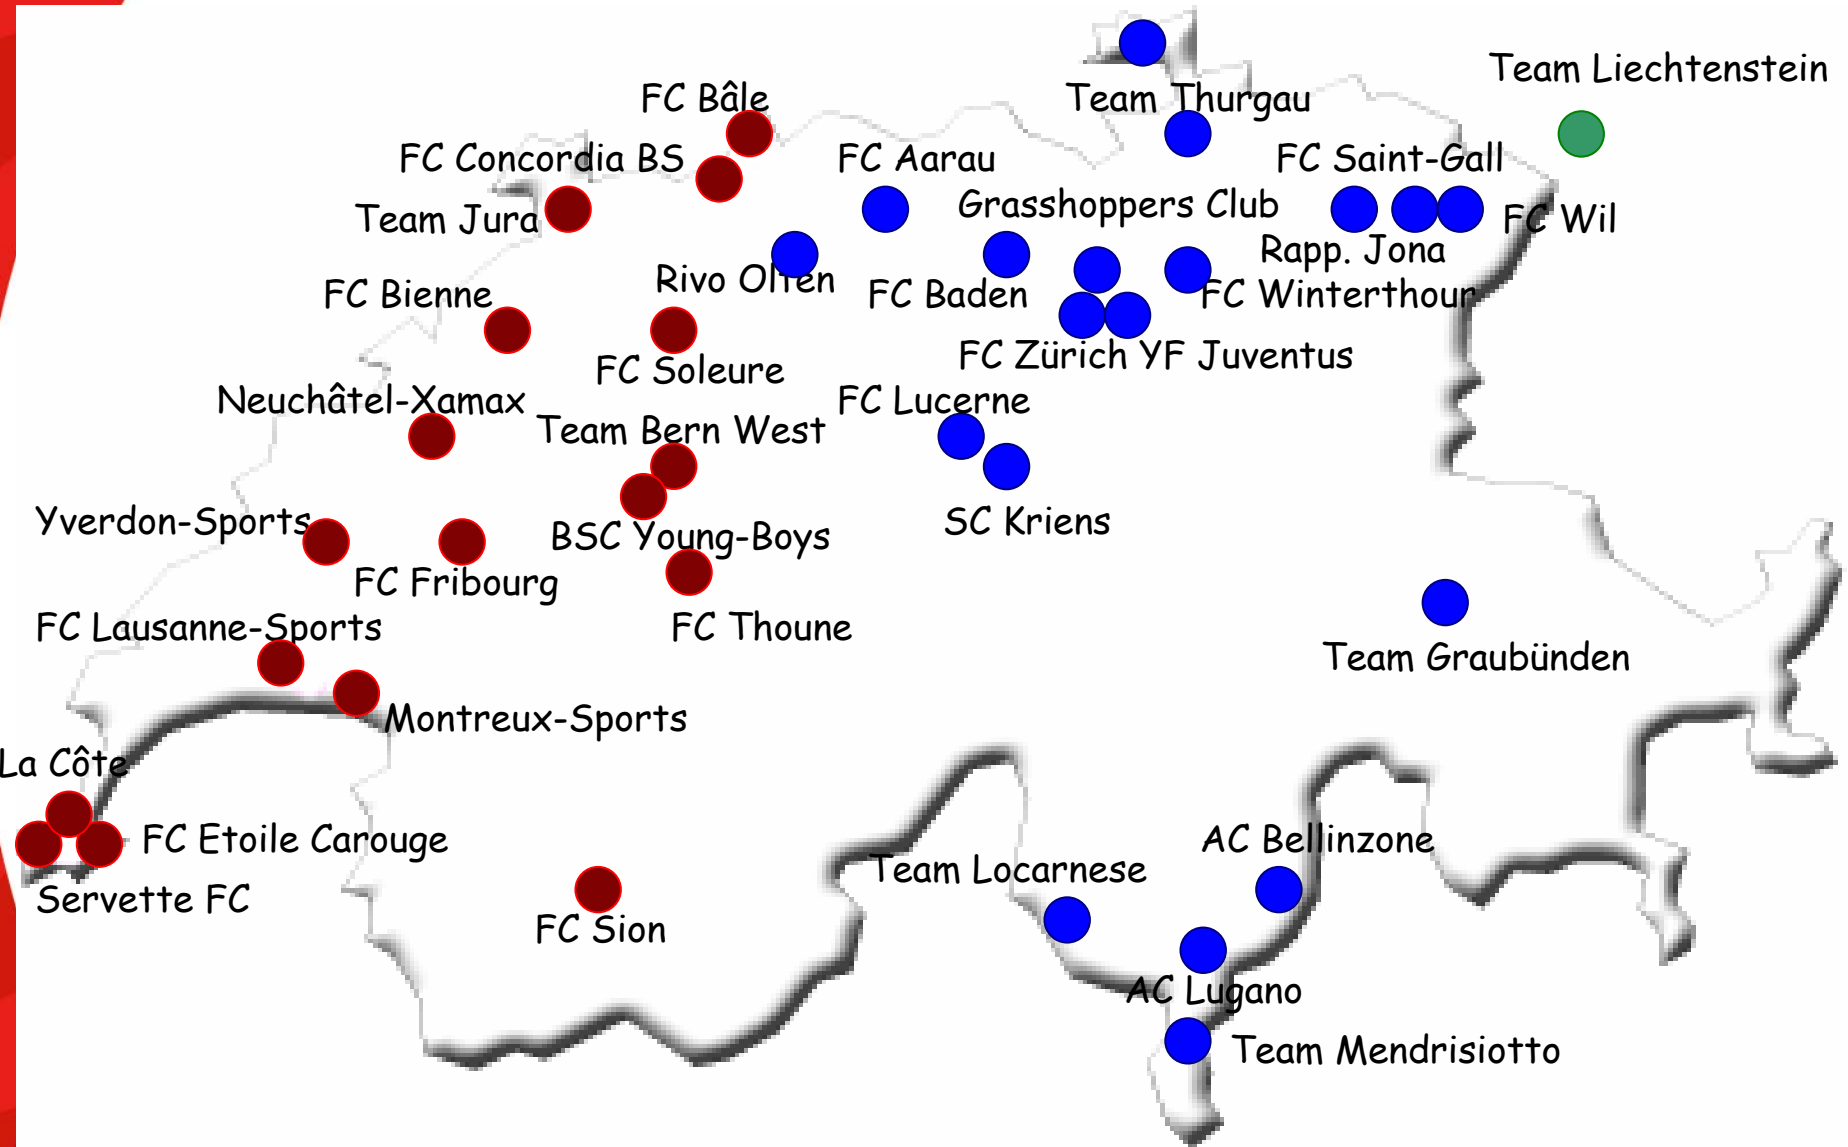 Team Liechtenstein
FC Bâle
Team Thurgau
FC Concordia BS
FC Aarau
FC Saint-Gall
Team Jura
Grasshoppers Club
FC Wil
Rapp. Jona
Rivo Olten
FC Bienne
FC Baden
FC Winterthour
FC Soleure
FC Zürich YF Juventus
Neuchâtel-Xamax
FC Lucerne
Team Bern West
Yverdon-Sports
BSC Young-Boys
SC Kriens
FC Fribourg
FC Lausanne-Sports
FC Thoune
Team Graubünden
Montreux-Sports
La Côte
FC Etoile Carouge
AC Bellinzone
Team Locarnese
Servette FC
FC Sion
AC Lugano
Team Mendrisiotto